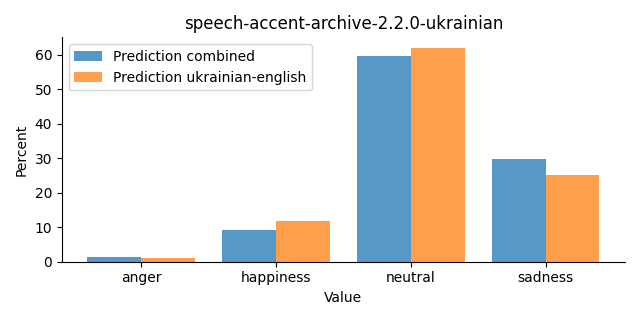 speech-accent-archive-2.2.0-ukrainian
Prediction combined
Prediction ukrainian-english
Percent
60
50
40
30
20
10
0
anger happiness neutral sadness
Value